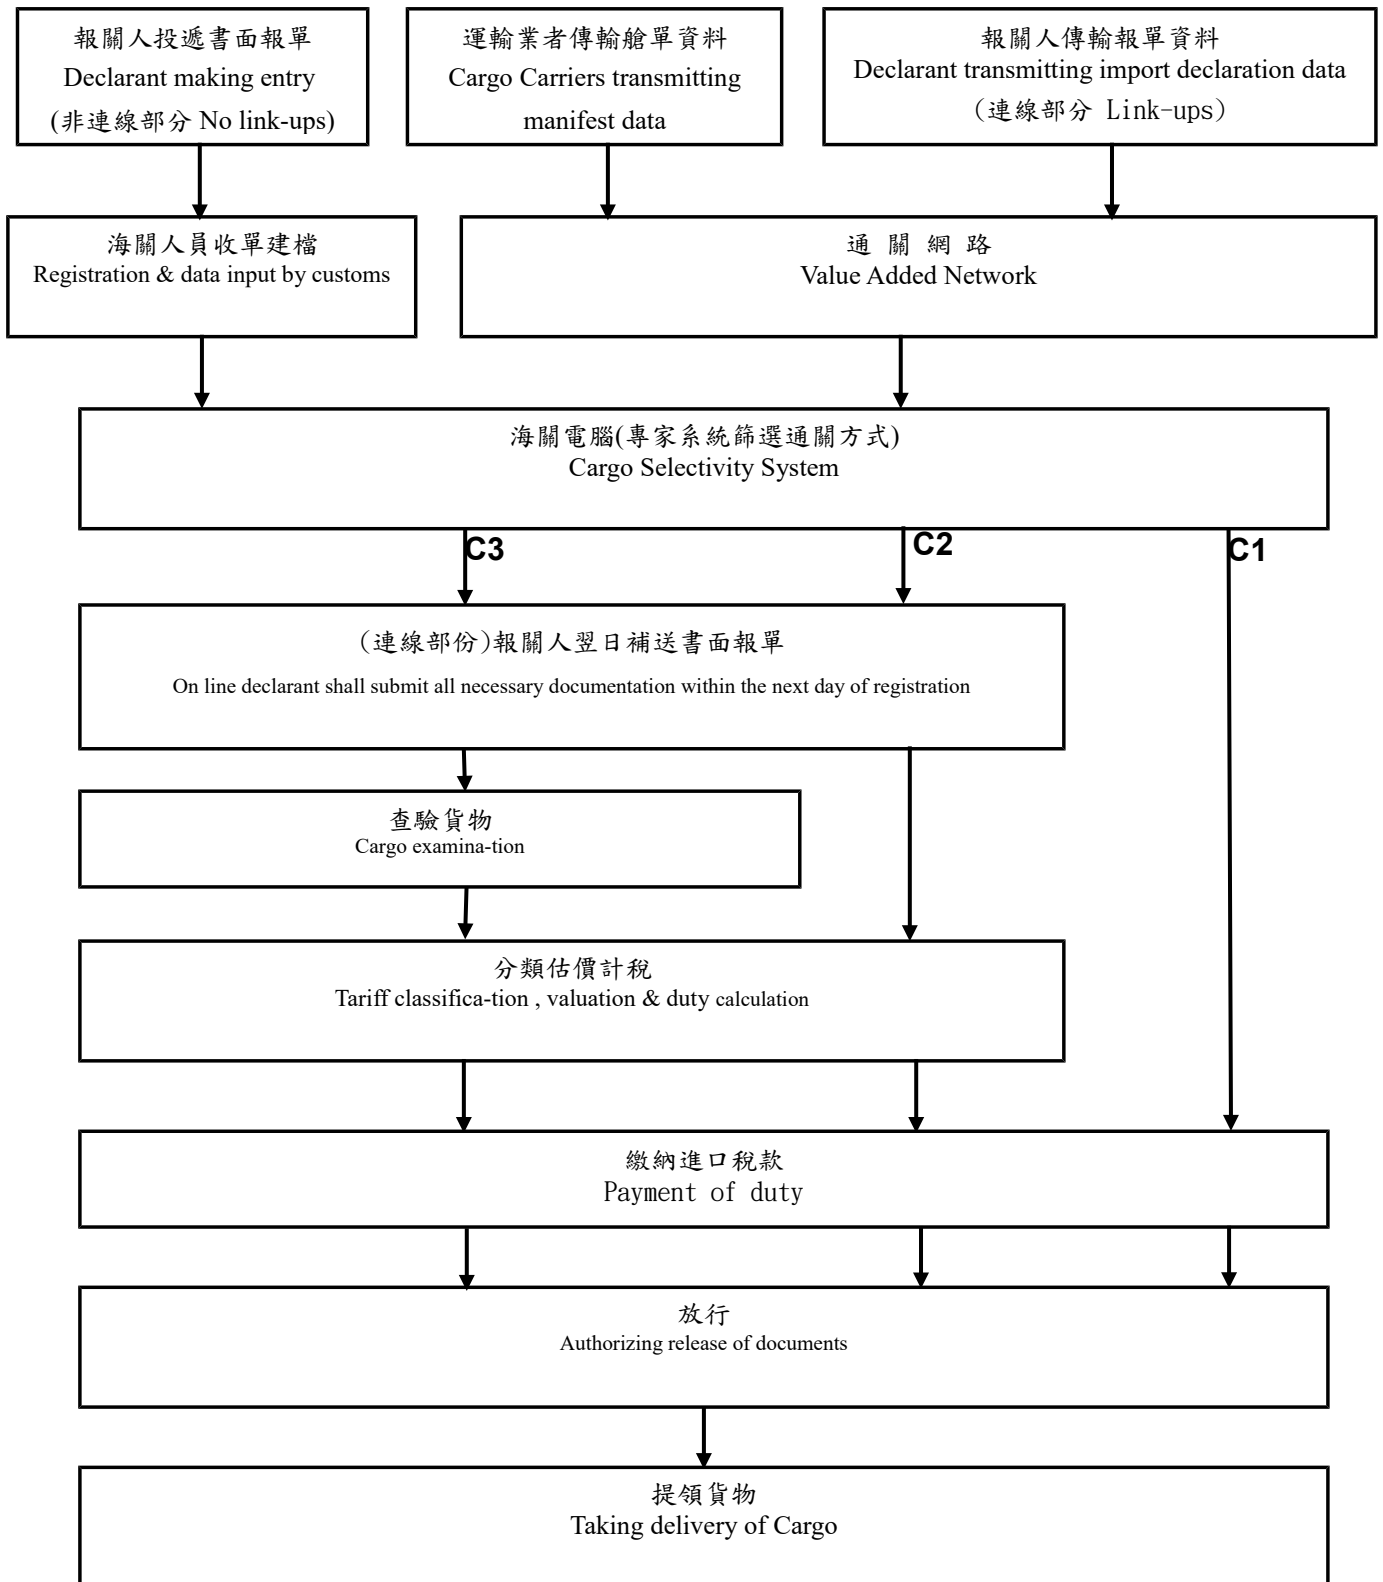 報關人投遞書面報單
Declarant making entry
(非連線部分 No link-ups)
運輸業者傳輸艙單資料
Cargo Carriers transmitting
manifest data
報關人傳輸報單資料
Declarant transmitting import declaration data
(連線部分 Link-ups)
海關人員收單建檔
Registration & data input by customs
通 關 網 路
Value Added Network
海關電腦(專家系統篩選通關方式)
Cargo Selectivity System
C3
C2
C1
(連線部份)報關人翌日補送書面報單
On line declarant shall submit all necessary documentation within the next day of registration
查驗貨物
Cargo examina-tion
分類估價計稅
Tariff classifica-tion , valuation & duty calculation
繳納進口稅款
Payment of duty
放行
Authorizing release of documents
提領貨物
Taking delivery of Cargo